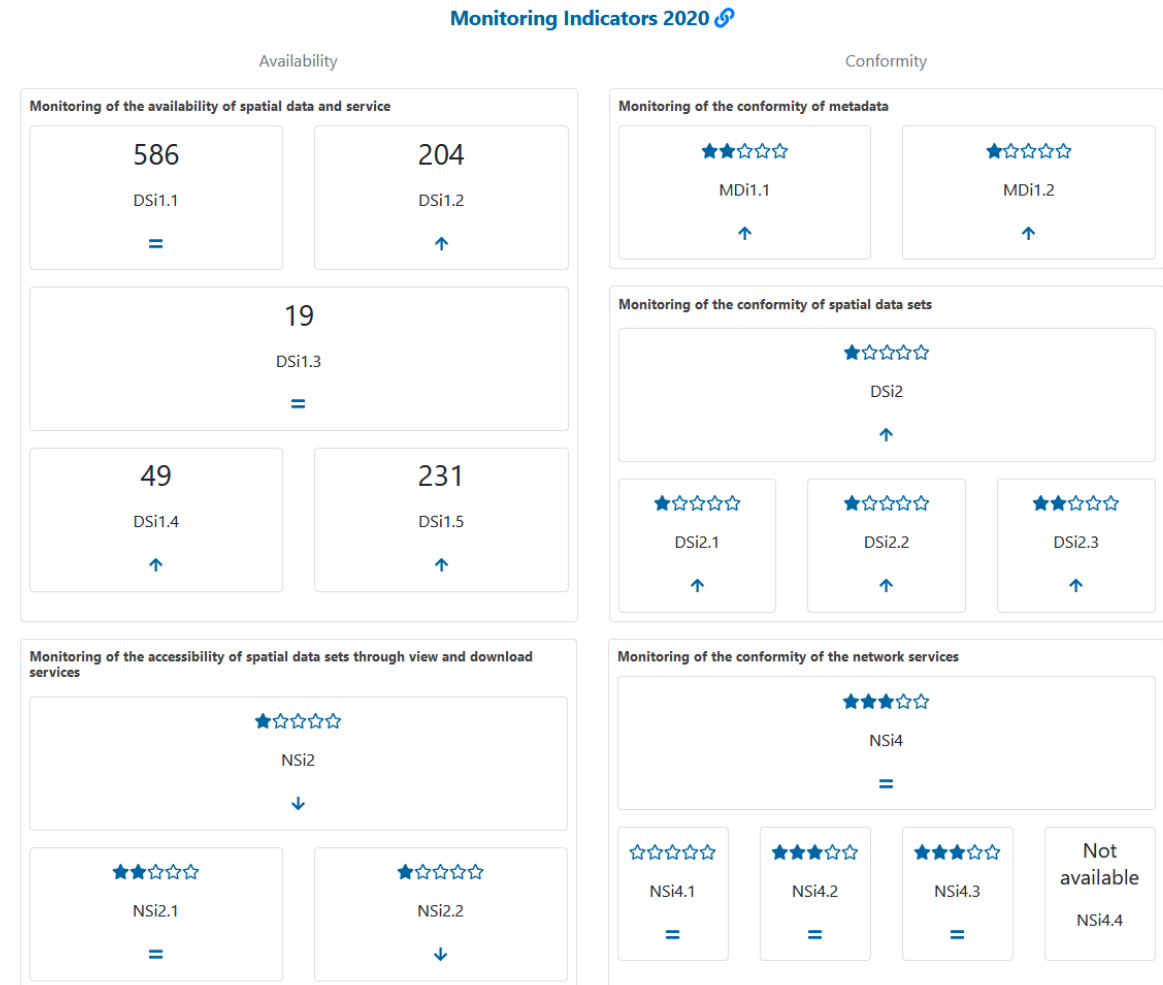 Monitoring Indicators 2020
Availability
Conformity
Monitoring of the availability of spatial data and service
586
DSi1.1
=
204
DSi1.2
↑
19
DSi1.3
=
49
DSi1.4
↑
231
DSi1.5
↑
Monitoring of the conformity of metadata
★★☆☆☆
MDi1.1
↑
★☆☆☆☆
MDi1.2
↑
Monitoring of the conformity of spatial data sets
★☆☆☆☆
DSi2
↑
★☆☆☆☆
DSi2.1
↑
★☆☆☆☆
DSi2.2
↑
★★☆☆☆
DSi2.3
↑
Monitoring of the accessibility of spatial data sets through view and download
services
★☆☆☆☆
NSi2
↓
★★☆☆☆
NSi2.1
=
★☆☆☆☆
NSi2.2
↓
Monitoring of the conformity of the network services
★★★☆☆
NSi4
=
☆☆☆☆☆
NSi4.1
=
★★★☆☆
NSi4.2
=
★★★☆☆
NSi4.3
=
Not
available
NSi4.4